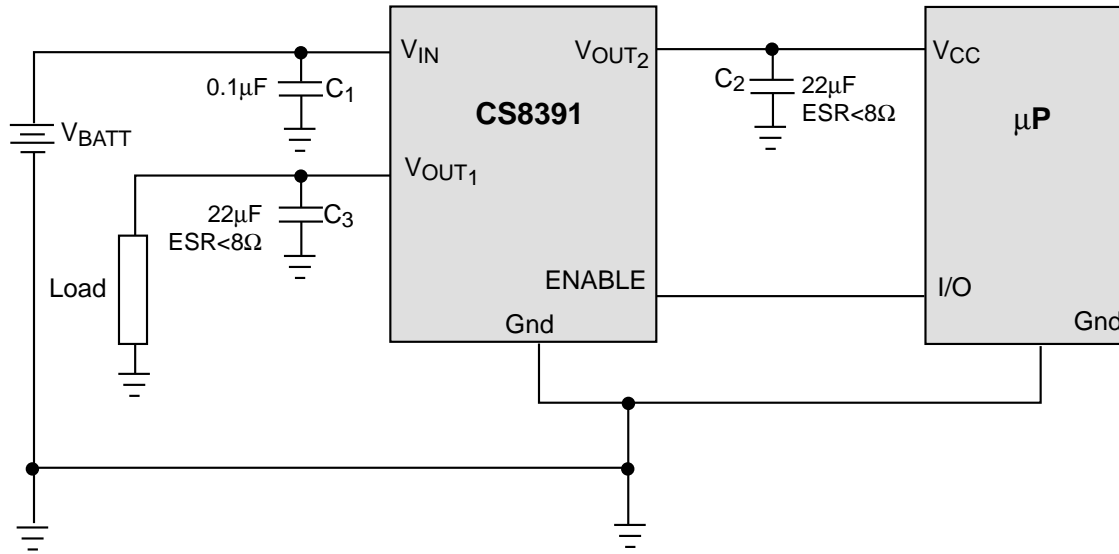 V_BATT
V_IN
0.1μF
C_1
V_OUT1
22μF
ESR<8Ω
C_3
Load
CS8391
V_OUT2
ENABLE
Gnd
C_2
22μF
ESR<8Ω
V_CC
μP
I/O
Gnd